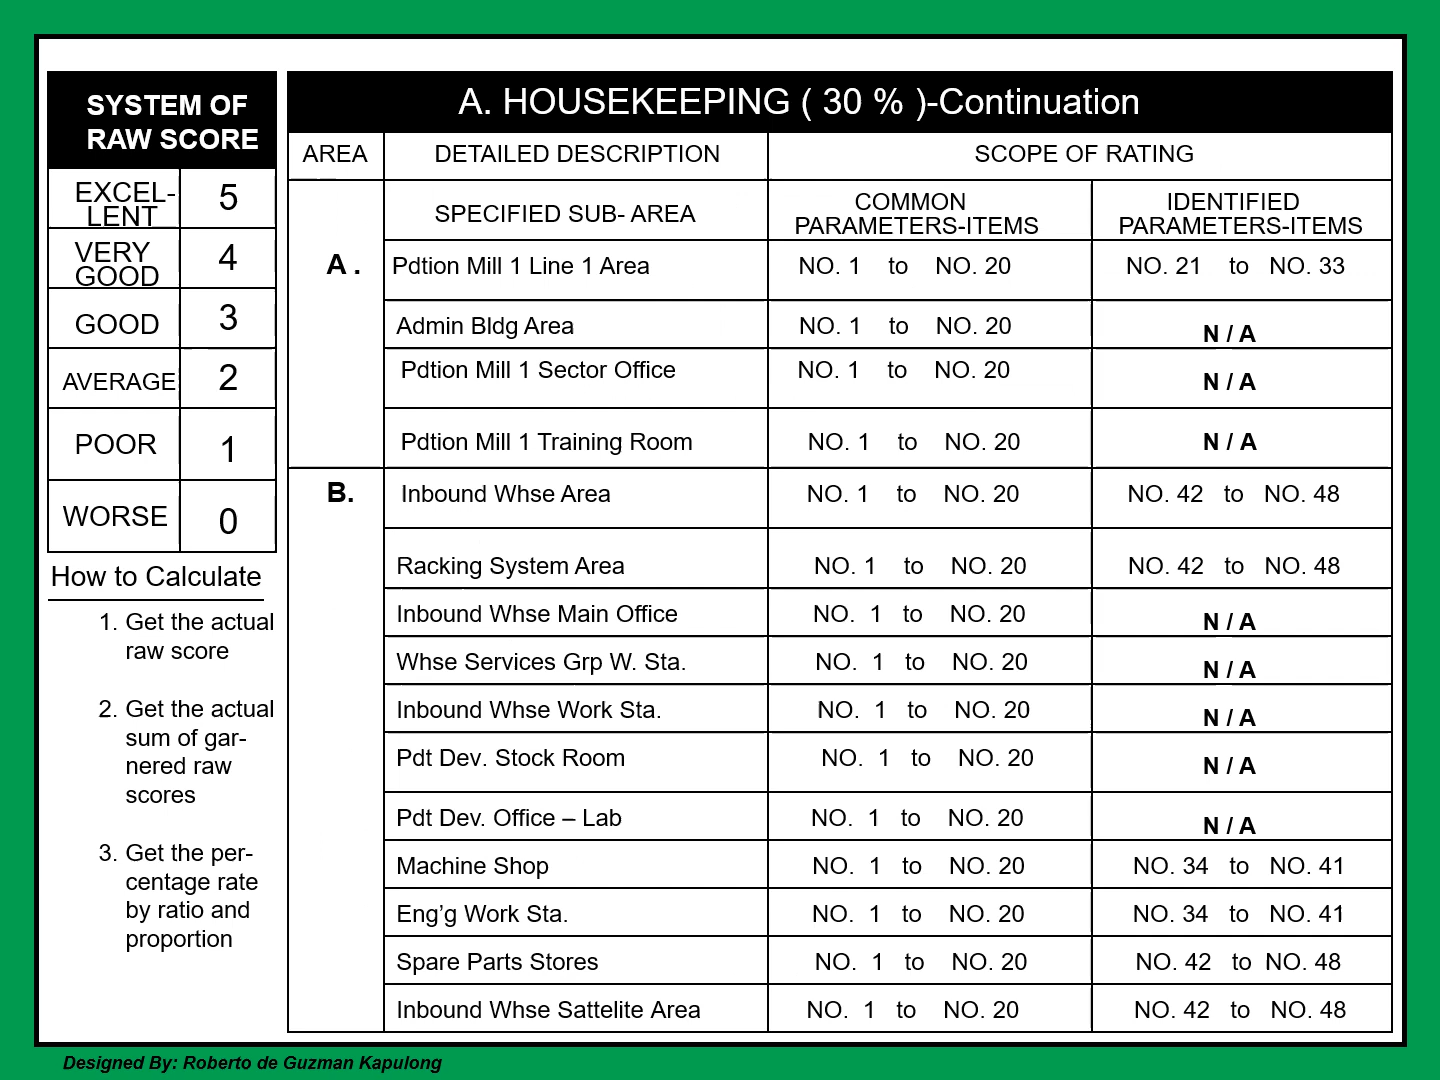 SYSTEM OF
RAW SCORE
EXCEL-
LENT
5
VERY
GOOD
4
GOOD
3
AVERAGE
2
POOR
1
WORSE
0
How to Calculate
1. Get the actual
raw score
2. Get the actual
sum of gar-
nered raw
scores
3. Get the per-
centage rate
by ratio and
proportion
A. HOUSEKEEPING ( 30 % )-Continuation
AREA DETAILED DESCRIPTION SCOPE OF RATING
SPECIFIED SUB- AREA
COMMON
PARAMETERS-ITEMS
IDENTIFIED
PARAMETERS-ITEMS
A . Pdtion Mill 1 Line 1 Area NO. 1 to NO. 20 NO. 21 to NO. 33
Admin Bldg Area NO. 1 to NO. 20 N / A
Pdtion Mill 1 Sector Office NO. 1 to NO. 20 N / A
Pdtion Mill 1 Training Room NO. 1 to NO. 20 N / A
B. Inbound Whse Area NO. 1 to NO. 20 NO. 42 to NO. 48
Racking System Area NO. 1 to NO. 20 NO. 42 to NO. 48
Inbound Whse Main Office NO. 1 to NO. 20 N / A
Whse Services Grp W. Sta. NO. 1 to NO. 20 N / A
Inbound Whse Work Sta. NO. 1 to NO. 20 N / A
Pdt Dev. Stock Room NO. 1 to NO. 20 N / A
Pdt Dev. Office – Lab NO. 1 to NO. 20 N / A
Machine Shop NO. 1 to NO. 20 NO. 34 to NO. 41
Eng’g Work Sta. NO. 1 to NO. 20 NO. 34 to NO. 41
Spare Parts Stores NO. 1 to NO. 20 NO. 42 to NO. 48
Inbound Whse Sattelite Area NO. 1 to NO. 20 NO. 42 to NO. 48
Designed By: Roberto de Guzman Kapulong